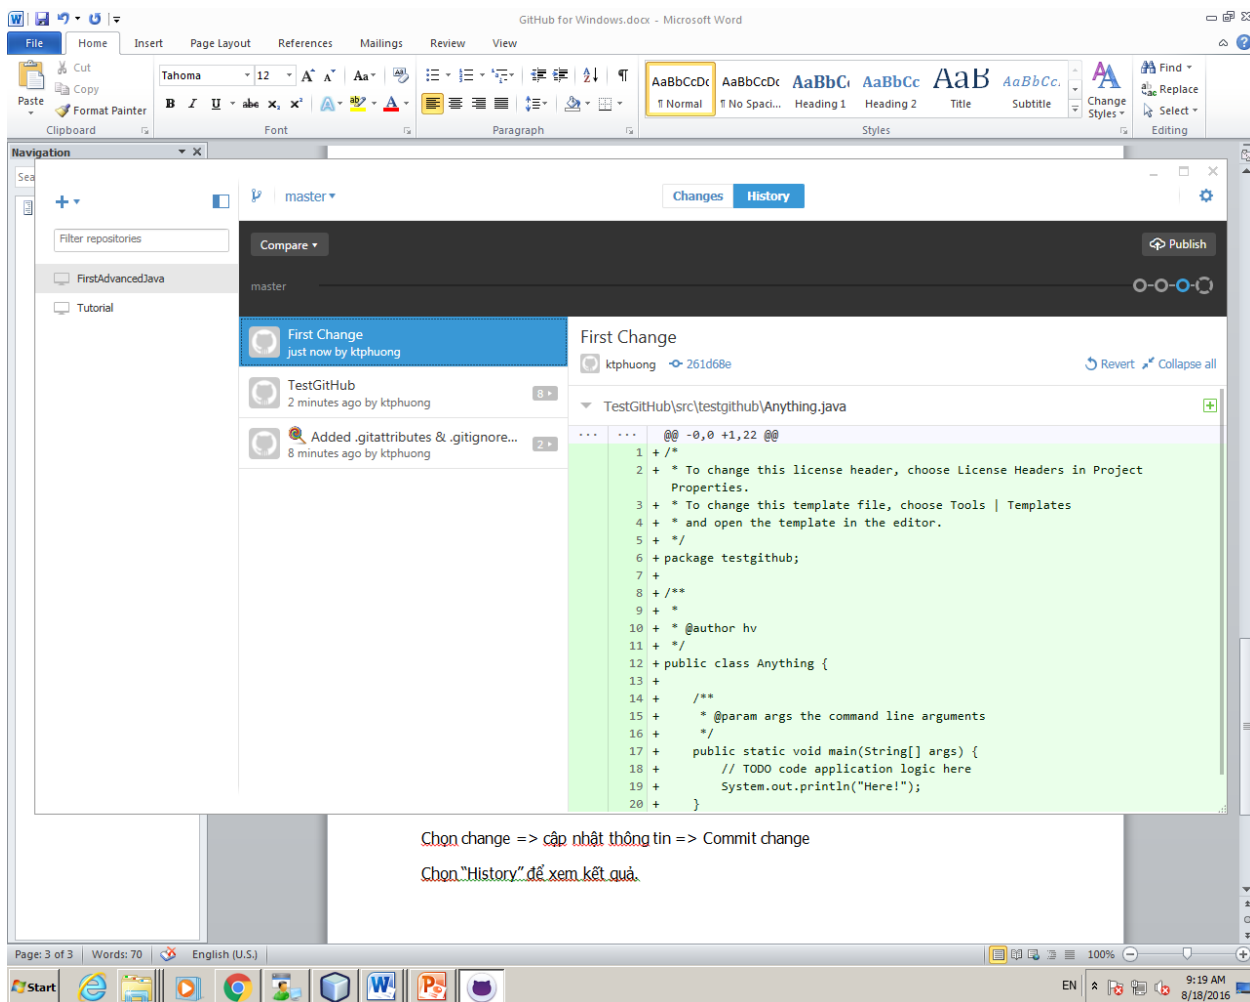 GitHub for Windows.docx - Microsoft Word
File Home Insert Page Layout References Mailings Review View
Paste
Cut
Copy
Format Painter
Clipboard
Tahoma 12
Font
Paragraph
AaBbCcDc AaBbCcDc AaBbC AaBbCc AaB AaBbCc.
¶ Normal ¶ No Spaci... Heading 1 Heading 2 Title Subtitle
Change Styles
Styles
Find
Replace
Select
Editing
Navigation
Sea
master
Changes History
Filter repositories
FirstAdvancedJava
Tutorial
Compare
Publish
master
First Change
just now by ktphuong
TestGitHub
2 minutes ago by ktphuong
8
Added .gitattributes & .gitignore...
8 minutes ago by ktphuong
2
First Change
ktphuong 261d68e Revert Collapse all
TestGitHub\src\testgithub\Anything.java
... ... @@ -0,0 +1,22 @@
1 + /*
2 + * To change this license header, choose License Headers in Project
Properties.
3 + * To change this template file, choose Tools | Templates
4 + * and open the template in the editor.
5 + */
6 + package testgithub;
7 +
8 + /**
9 + *
10 + * @author hv
11 + */
12 + public class Anything {
13 +
14 + /**
15 + * @param args the command line arguments
16 + */
17 + public static void main(String[] args) {
18 + // TODO code application logic here
19 + System.out.println("Here!");
20 + }
Chọn change => cập nhật thông tin => Commit change
Chọn “History” để xem kết quả.
Page: 3 of 3 Words: 70 English (U.S.) 100%
Start EN 9:19 AM
8/18/2016